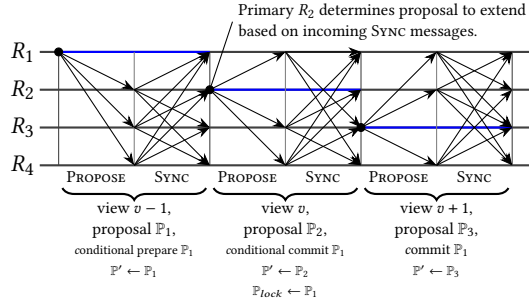 Primary R₂ determines proposal to extend
based on incoming Sync messages.
R₁
R₂
R₃
R₄
Propose Sync Propose Sync Propose Sync
view v − 1,
proposal ℙ₁,
conditional prepare ℙ₁
ℙ′ ← ℙ₁
view v,
proposal ℙ₂,
conditional commit ℙ₁
ℙ′ ← ℙ₂
ℙlock ← ℙ₁
view v + 1,
proposal ℙ₃,
commit ℙ₁
ℙ′ ← ℙ₃